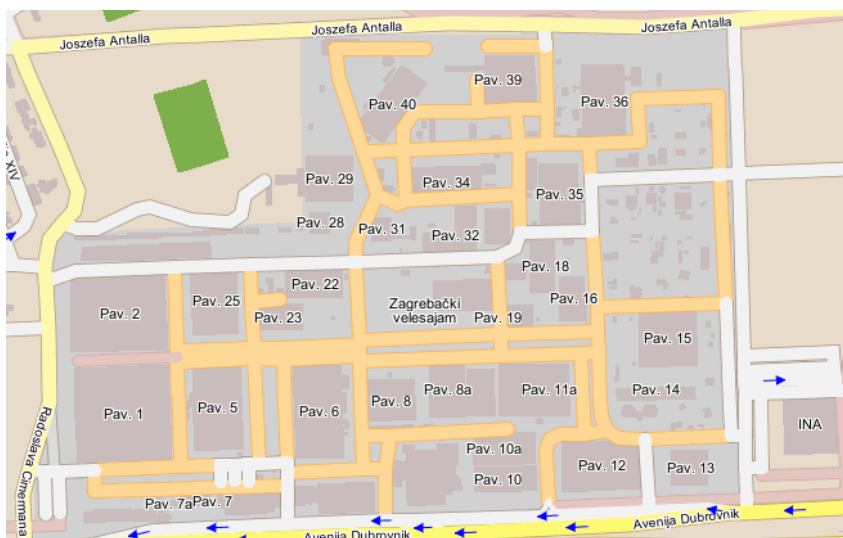 Joszefa Antalla
Joszefa Antalla
Joszefa Antalla
Pav. 39
Pav. 40
Pav. 36
XIV
Pav. 29
Pav. 34
Pav. 35
Pav. 28
Pav. 31
Pav. 32
Pav. 18
Pav. 22
Pav. 25
Pav. 16
Zagrebački
velesajam
Pav. 2
Pav. 23
Pav. 19
Pav. 15
Pav. 8a
Pav. 11a
Pav. 14
Pav. 1
Pav. 5
Pav. 6
Pav. 8
INA
Radoslava Cimermana
Pav. 10a
Pav. 12
Pav. 13
Pav. 10
Pav. 7a
Pav. 7
Avenija Dubrovnik
Avenija Dubrovnik